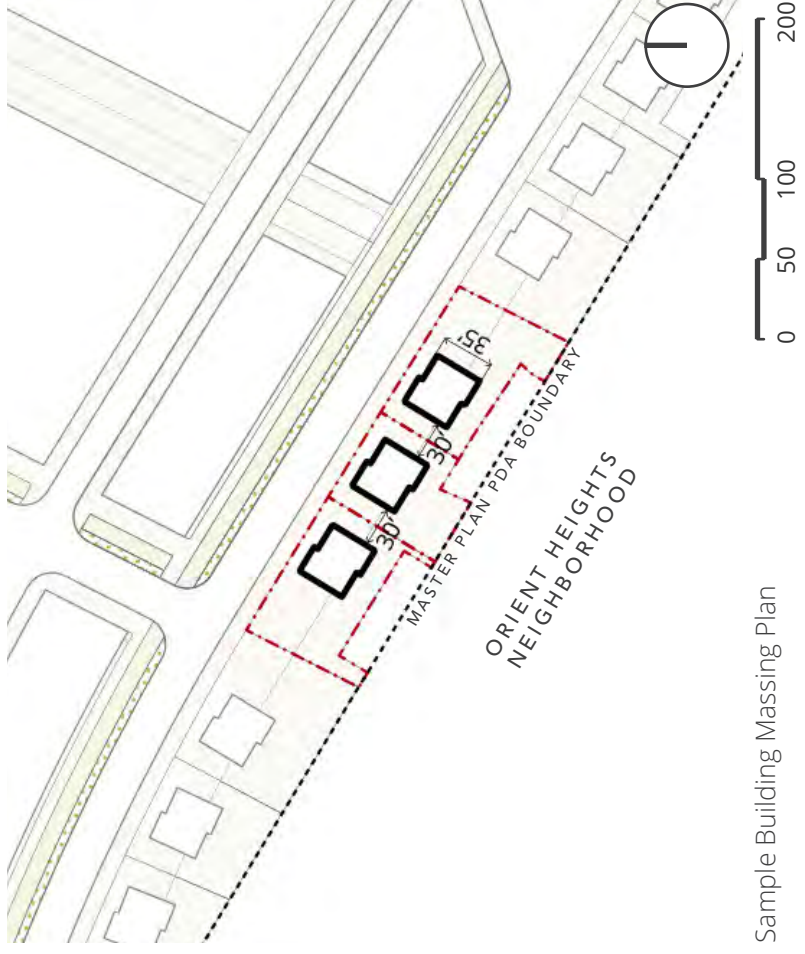 35'
30'
30'
MASTER PLAN PDA BOUNDARY
ORIENT HEIGHTS
NEIGHBORHOOD
0 50 100 200
Sample Building Massing Plan